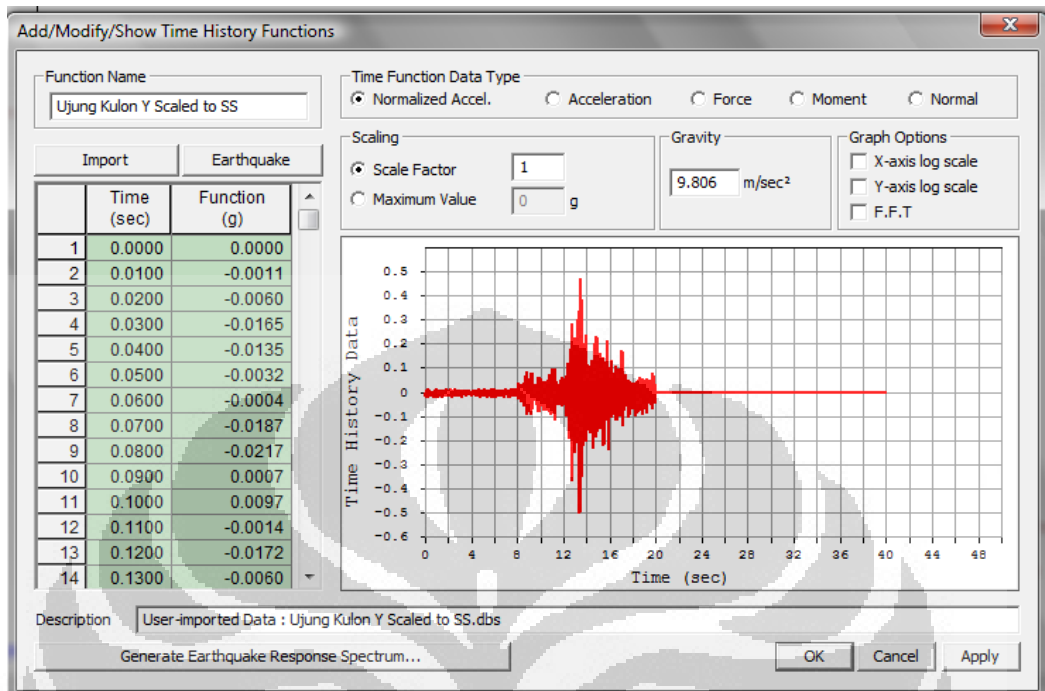 Add/Modify/Show Time History Functions
Function Name
Ujung Kulon Y Scaled to SS
Import Earthquake
Time (sec) Function (g)
1 0.0000 0.0000
2 0.0100 -0.0011
3 0.0200 -0.0060
4 0.0300 -0.0165
5 0.0400 -0.0135
6 0.0500 -0.0032
7 0.0600 -0.0004
8 0.0700 -0.0187
9 0.0800 -0.0217
10 0.0900 0.0007
11 0.1000 0.0097
12 0.1100 -0.0014
13 0.1200 -0.0172
14 0.1300 -0.0060
Time Function Data Type
Normalized Accel. Acceleration Force Moment Normal
Scaling
Scale Factor 1
Maximum Value 0 g
Gravity
9.806 m/sec²
Graph Options
X-axis log scale
Y-axis log scale
F.F.T
Time History Data
0.5
0.4
0.3
0.2
0.1
0
-0.1
-0.2
-0.3
-0.4
-0.5
-0.6
0 4 8 12 16 20 24 28 32 36 40 44 48
Time (sec)
Description User-imported Data : Ujung Kulon Y Scaled to SS.dbs
Generate Earthquake Response Spectrum... OK Cancel Apply